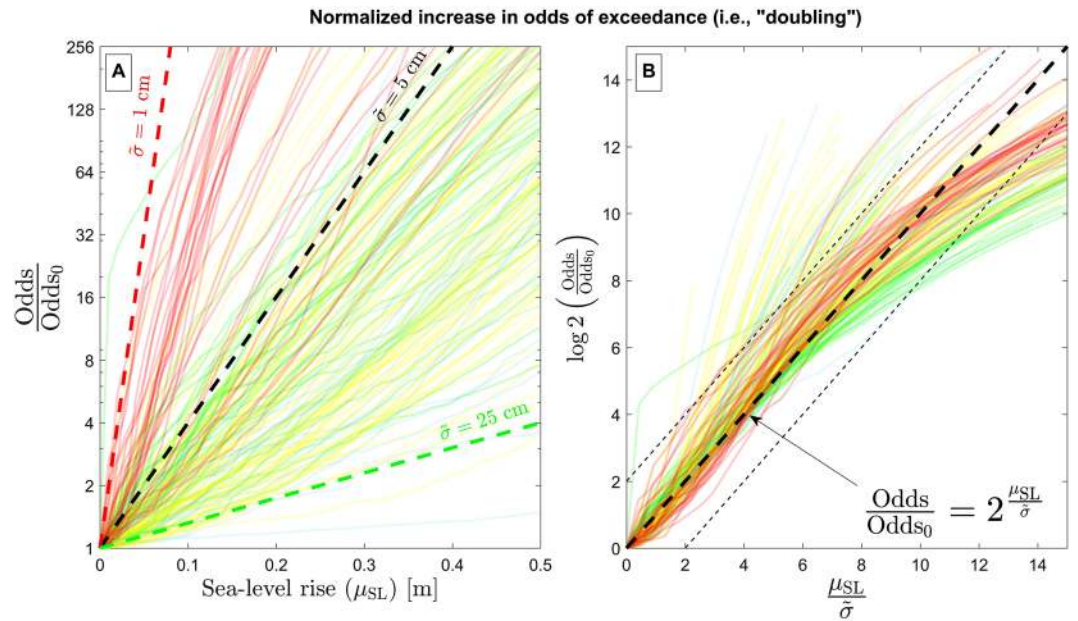 Normalized increase in odds of exceedance (i.e., "doubling")
A
256
128
64
32
16
8
4
2
1
Odds
Odds₀
σ̃ = 1 cm
σ̃ = 5 cm
σ̃ = 25 cm
0
0.1
0.2
0.3
0.4
0.5
Sea-level rise (μSL) [m]
B
14
12
10
8
6
4
2
0
log 2 (Odds/Odds₀)
Odds/Odds₀ = 2^(μSL/σ̃)
0
2
4
6
8
10
12
14
μSL
σ̃